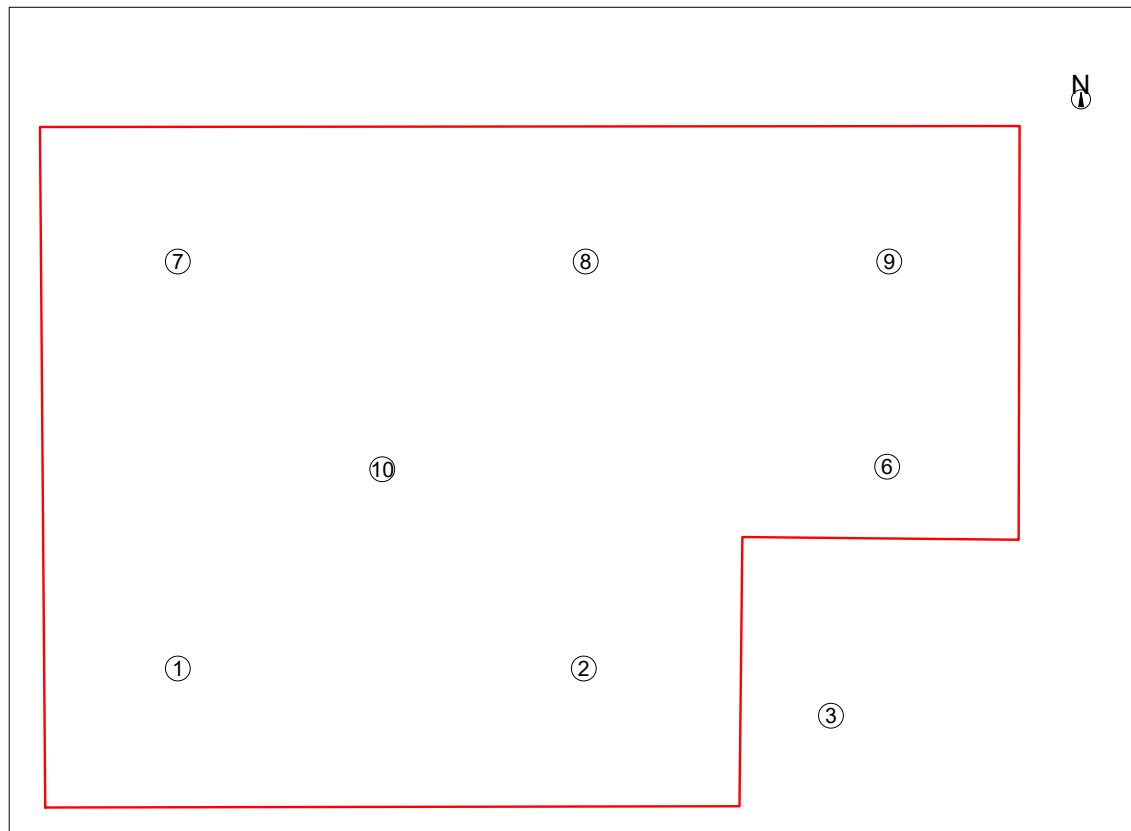 N
⑦ ⑧ ⑨
⑩ ⑥
① ②
③